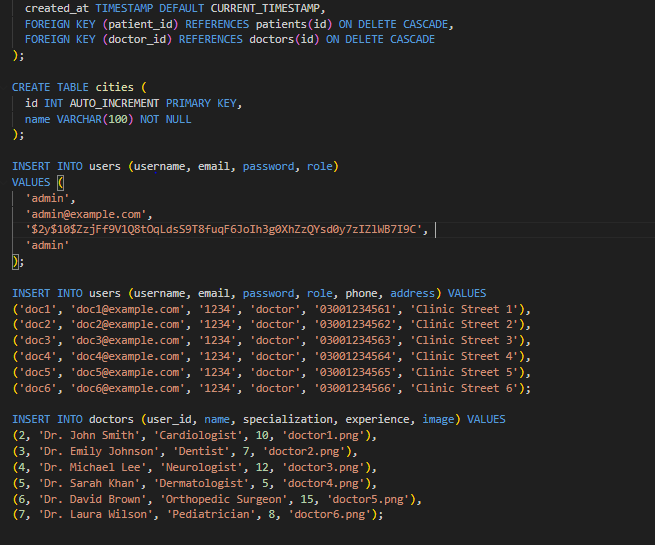 created_at TIMESTAMP DEFAULT CURRENT_TIMESTAMP,
FOREIGN KEY (patient_id) REFERENCES patients(id) ON DELETE CASCADE,
FOREIGN KEY (doctor_id) REFERENCES doctors(id) ON DELETE CASCADE
);
CREATE TABLE cities (
id INT AUTO_INCREMENT PRIMARY KEY,
name VARCHAR(100) NOT NULL
);
INSERT INTO users (username, email, password, role)
VALUES (
'admin',
'admin@example.com',
'$2y$10$ZzjFf9V1Q8tOqLdsS9T8fuqF6JoIh3g0XhZzQYsd0y7zIZlWB7I9C',
'admin'
);
INSERT INTO users (username, email, password, role, phone, address) VALUES
('doc1', 'doc1@example.com', '1234', 'doctor', '03001234561', 'Clinic Street 1'),
('doc2', 'doc2@example.com', '1234', 'doctor', '03001234562', 'Clinic Street 2'),
('doc3', 'doc3@example.com', '1234', 'doctor', '03001234563', 'Clinic Street 3'),
('doc4', 'doc4@example.com', '1234', 'doctor', '03001234564', 'Clinic Street 4'),
('doc5', 'doc5@example.com', '1234', 'doctor', '03001234565', 'Clinic Street 5'),
('doc6', 'doc6@example.com', '1234', 'doctor', '03001234566', 'Clinic Street 6');
INSERT INTO doctors (user_id, name, specialization, experience, image) VALUES
(2, 'Dr. John Smith', 'Cardiologist', 10, 'doctor1.png'),
(3, 'Dr. Emily Johnson', 'Dentist', 7, 'doctor2.png'),
(4, 'Dr. Michael Lee', 'Neurologist', 12, 'doctor3.png'),
(5, 'Dr. Sarah Khan', 'Dermatologist', 5, 'doctor4.png'),
(6, 'Dr. David Brown', 'Orthopedic Surgeon', 15, 'doctor5.png'),
(7, 'Dr. Laura Wilson', 'Pediatrician', 8, 'doctor6.png');